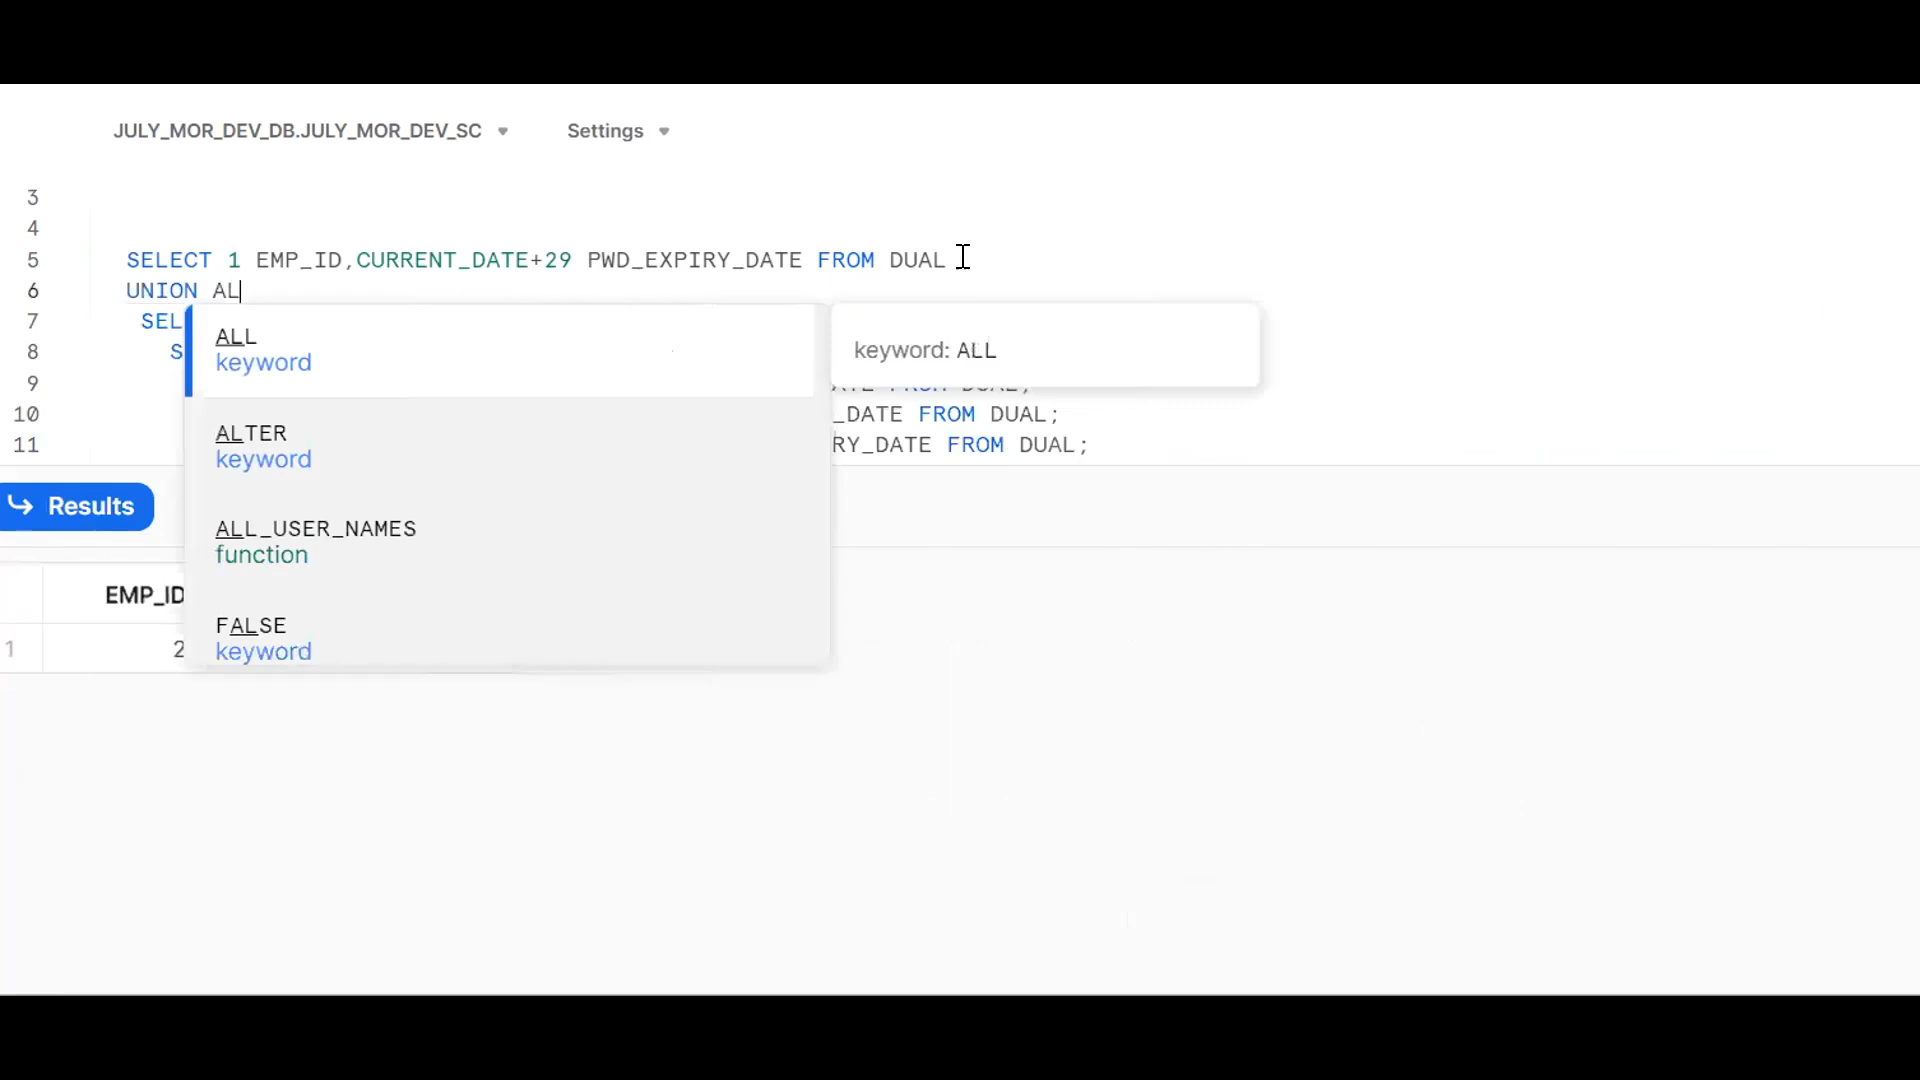 JULY_MOR_DEV_DB.JULY_MOR_DEV_SC Settings
3
4
5 SELECT 1 EMP_ID,CURRENT_DATE+29 PWD_EXPIRY_DATE FROM DUAL
6 UNION AL
7 SEL
8 S
9 FROM DUAL;
10 _DATE FROM DUAL;
11 RY_DATE FROM DUAL;
ALL
keyword
keyword: ALL
ALTER
keyword
ALL_USER_NAMES
function
FALSE
keyword
Results
EMP_ID
1 2